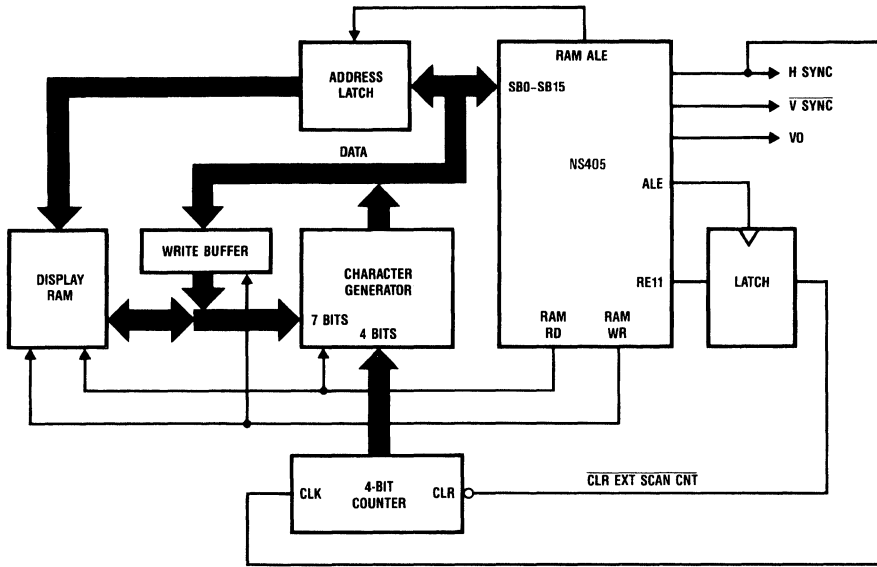 RAM ALE
ADDRESS
LATCH
SB0-SB15
H SYNC
V SYNC
VO
DATA
NS405
ALE
WRITE BUFFER
DISPLAY
RAM
CHARACTER
GENERATOR
7 BITS
4 BITS
RE11
LATCH
RAM
RD
RAM
WR
CLK
4-BIT
COUNTER
CLR
CLR EXT SCAN CNT